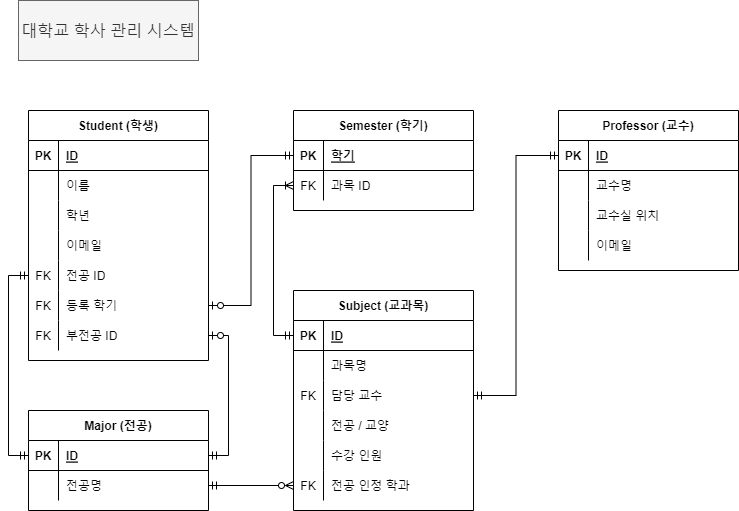 대학교 학사 관리 시스템
Student (학생)
PK ID
이름
학년
이메일
FK 전공 ID
FK 등록 학기
FK 부전공 ID
Semester (학기)
PK 학기
FK 과목 ID
Professor (교수)
PK ID
교수명
교수실 위치
이메일
Subject (교과목)
PK ID
과목명
FK 담당 교수
전공 / 교양
수강 인원
FK 전공 인정 학과
Major (전공)
PK ID
전공명